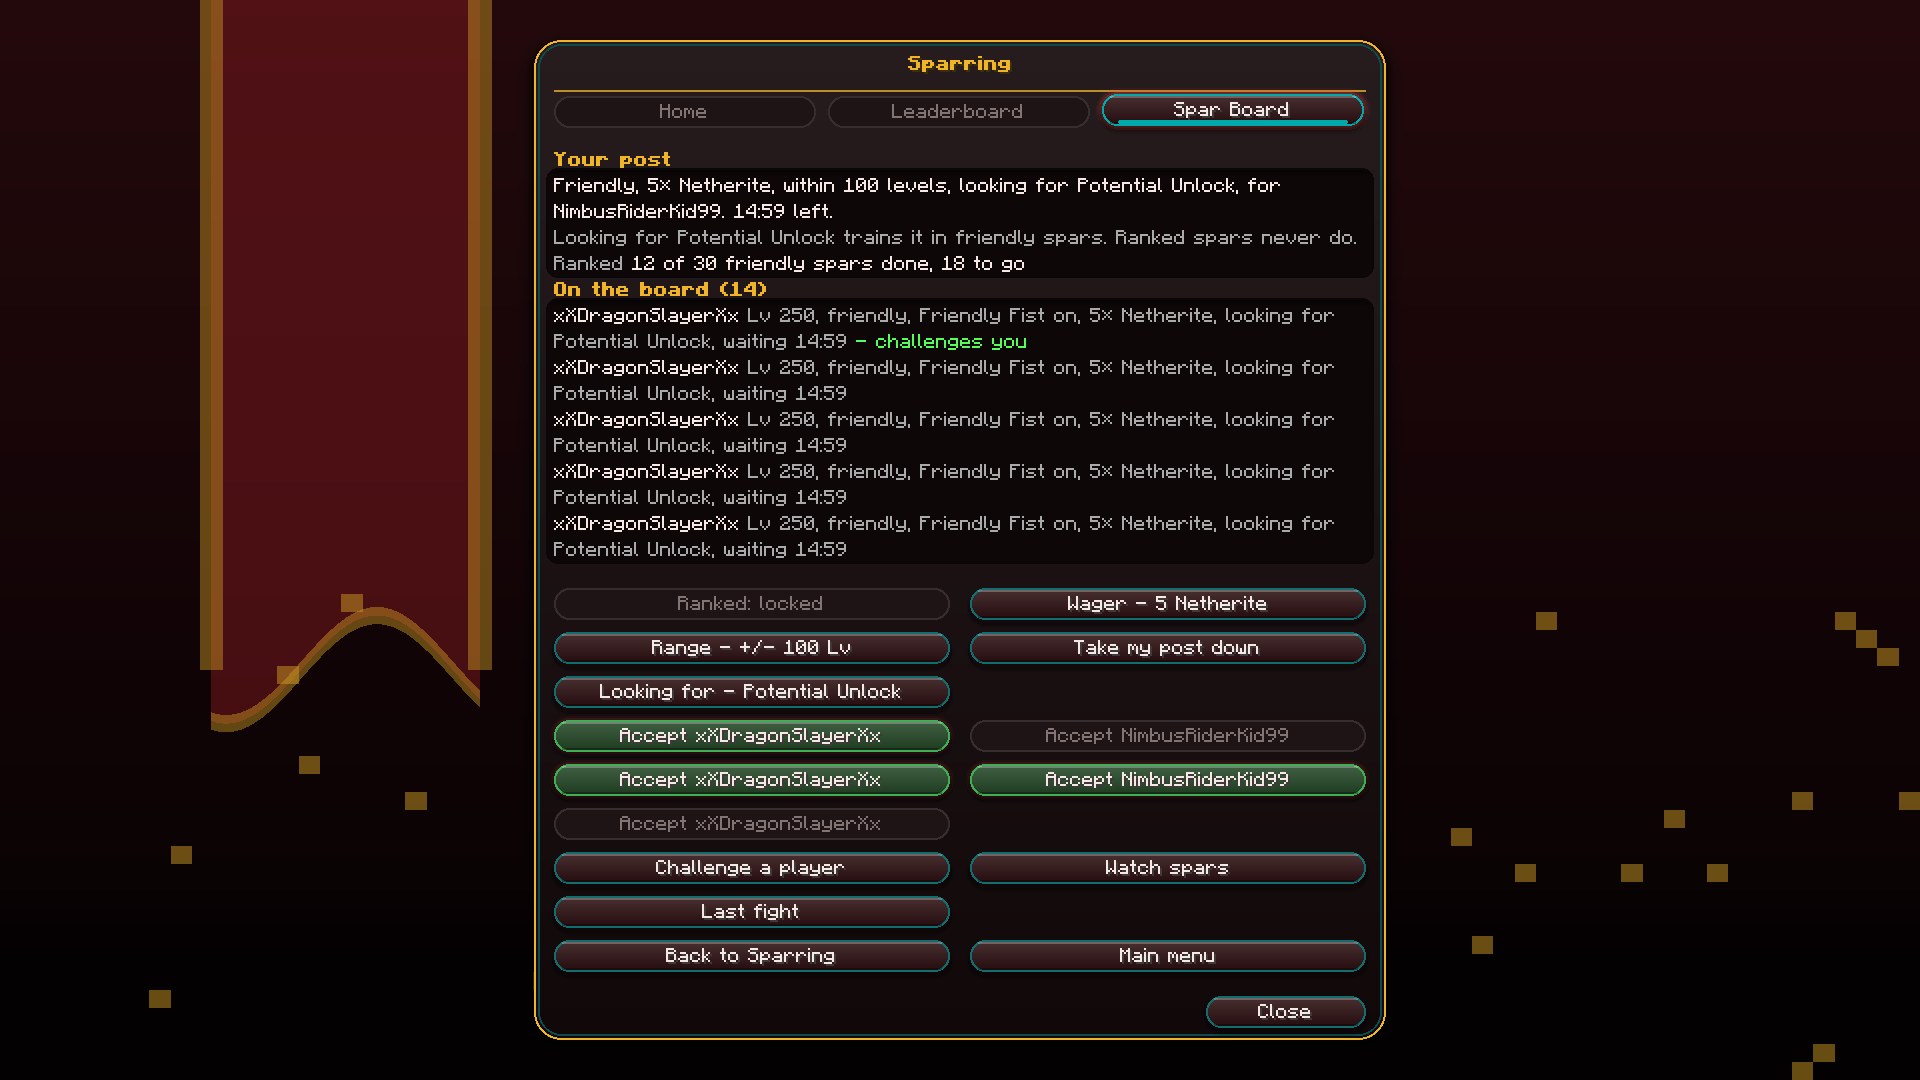 Sparring
Home
Leaderboard
Spar Board
Your post
Friendly, 5× Netherite, within 100 levels, looking for Potential Unlock, for
NimbusRiderKid99. 14:59 left.
Looking for Potential Unlock trains it in friendly spars. Ranked spars never do.
Ranked 12 of 30 friendly spars done, 18 to go
On the board (14)
xXDragonSlayerXx Lv 250, friendly, Friendly Fist on, 5× Netherite, looking for
Potential Unlock, waiting 14:59 - challenges you
xXDragonSlayerXx Lv 250, friendly, Friendly Fist on, 5× Netherite, looking for
Potential Unlock, waiting 14:59
xXDragonSlayerXx Lv 250, friendly, Friendly Fist on, 5× Netherite, looking for
Potential Unlock, waiting 14:59
xXDragonSlayerXx Lv 250, friendly, Friendly Fist on, 5× Netherite, looking for
Potential Unlock, waiting 14:59
xXDragonSlayerXx Lv 250, friendly, Friendly Fist on, 5× Netherite, looking for
Potential Unlock, waiting 14:59
Ranked: locked
Wager - 5 Netherite
Range - +/- 100 Lv
Take my post down
Looking for - Potential Unlock
Accept xXDragonSlayerXx
Accept NimbusRiderKid99
Accept xXDragonSlayerXx
Accept NimbusRiderKid99
Accept xXDragonSlayerXx
Challenge a player
Watch spars
Last fight
Back to Sparring
Main menu
Close